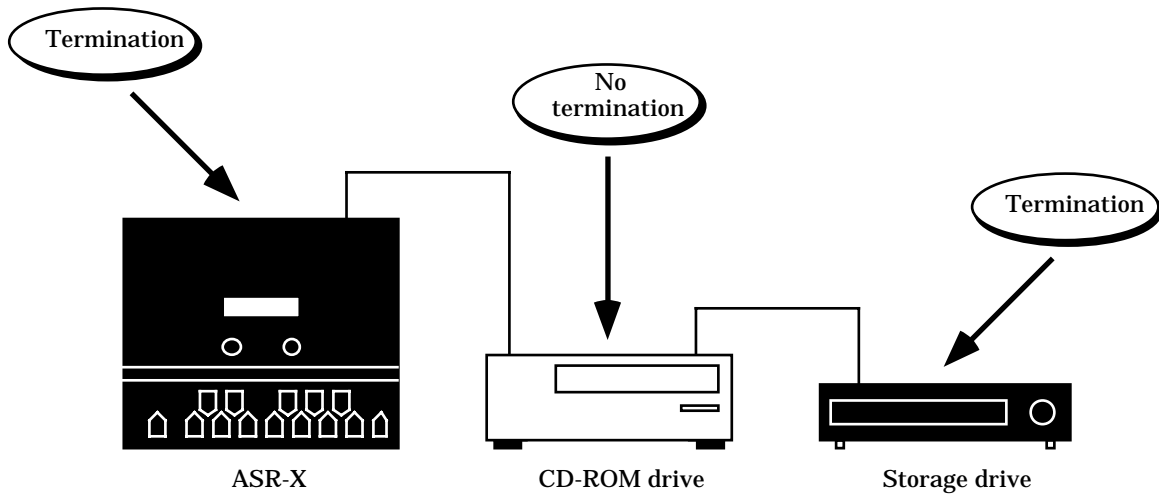 Termination
No
termination
Termination
ASR-X
CD-ROM drive
Storage drive